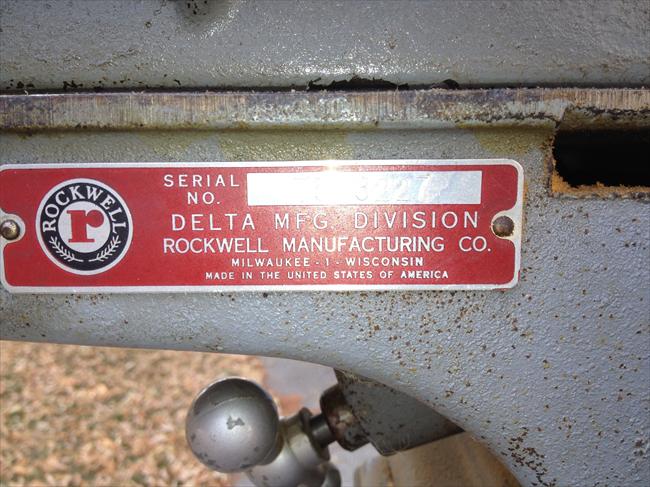 ROCKWELL
r
SERIAL
NO.
DELTA MFG. DIVISION
ROCKWELL MANUFACTURING CO.
MILWAUKEE - 1 - WISCONSIN
MADE IN THE UNITED STATES OF AMERICA